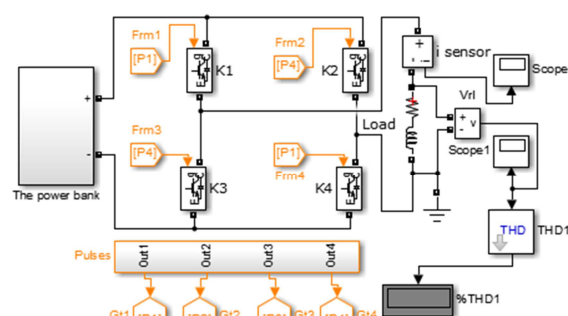 Frm1
[P1]
K1
Frm2
[P4]
K2
i sensor
Scope
Vrl
v
Load
Scope1
The power bank
Frm3
[P4]
K3
[P1]
Frm4
K4
THD
THD1
Pulses
Out1
Out2
Out3
Out4
Gt1
Gt2
Gt3
Gt4
%THD1